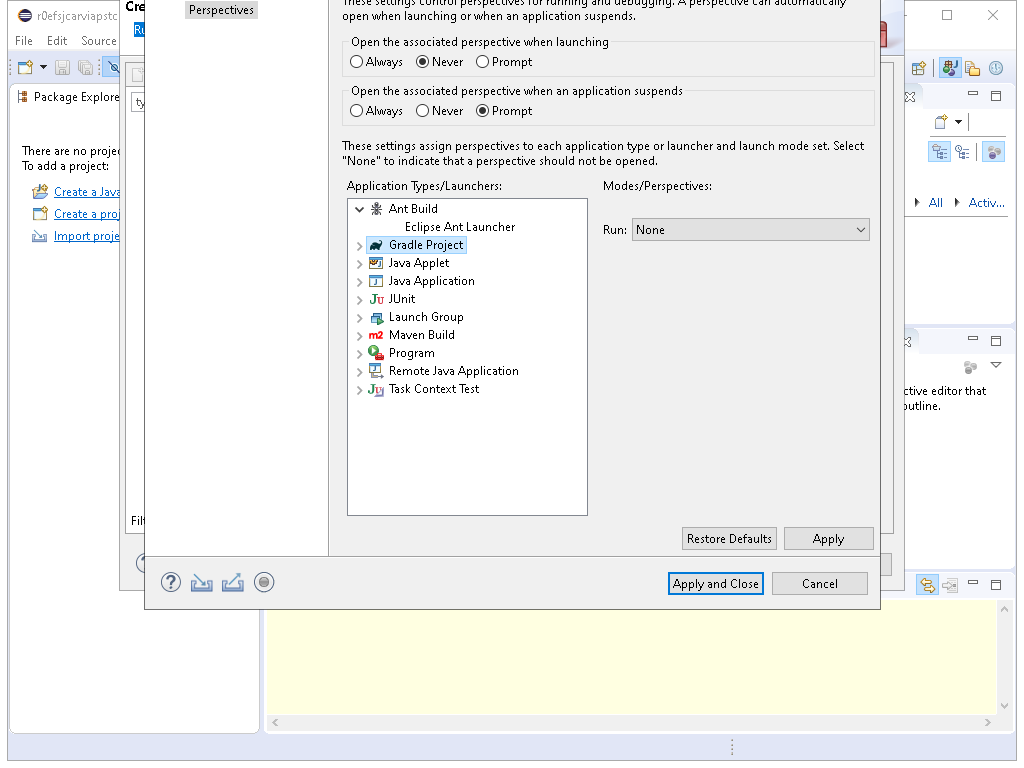 r0efsjcarviapstc
File Edit Source
Package Explore
There are no proje
To add a project:
Create a Java
Create a proj
Import proje
Cre
Ru
ty
Filt
Perspectives
These settings control perspectives for running and debugging. A perspective can automatically
open when launching or when an application suspends.
Open the associated perspective when launching
Always Never Prompt
Open the associated perspective when an application suspends
Always Never Prompt
These settings assign perspectives to each application type or launcher and launch mode set. Select
"None" to indicate that a perspective should not be opened.
Application Types/Launchers:
Modes/Perspectives:
Ant Build
Eclipse Ant Launcher
Gradle Project
Java Applet
Java Application
JUnit
Launch Group
Maven Build
Program
Remote Java Application
Task Context Test
Run: None
Restore Defaults Apply
Apply and Close Cancel
All Activ...
ctive editor that
outline.